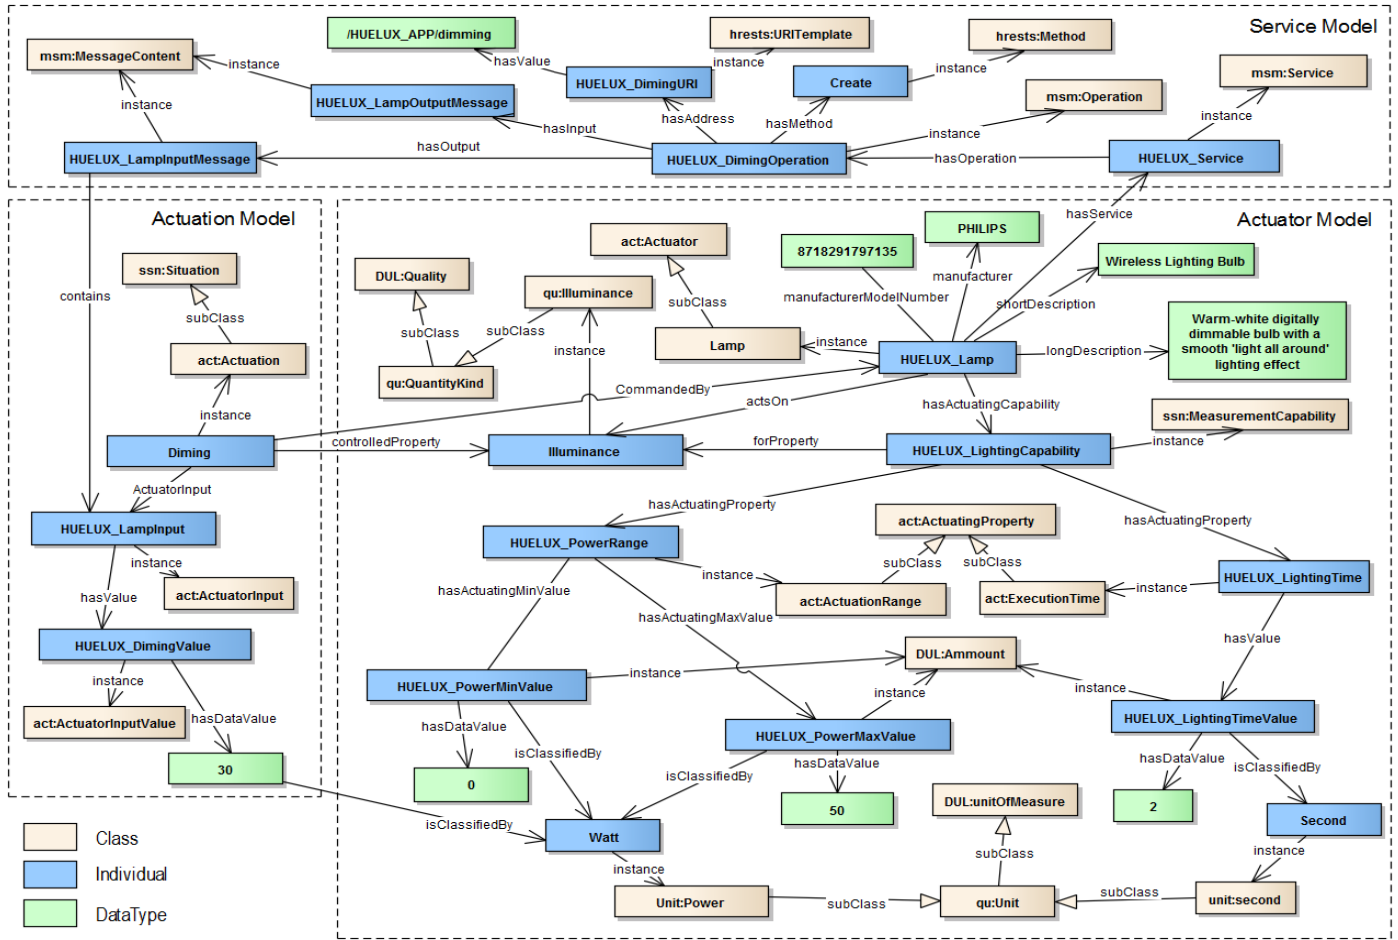 Service Model
/HUELUX_APP/dimming
hrests:URITemplate
hrests:Method
msm:MessageContent
hasValue
instance
instance
instance
msm:Service
HUELUX_DimingURI
Create
HUELUX_LampOutputMessage
msm:Operation
instance
hasInput
hasAddress
hasMethod
instance
instance
hasOutput
HUELUX_LampInputMessage
HUELUX_DimingOperation
hasOperation
HUELUX_Service
Actuation Model
Actuator Model
hasService
act:Actuator
8718291797135
PHILIPS
ssn:Situation
DUL:Quality
manufacturer
Wireless Lighting Bulb
contains
qu:Illuminance
subClass
manufacturerModelNumber
shortDescription
subClass
subClass
subClass
Warm-white digitally
dimmable bulb with a
smooth 'light all around'
lighting effect
act:Actuation
Lamp
instance
HUELUX_Lamp
longDescription
instance
qu:QuantityKind
CommandedBy
actsOn
hasActuatingCapability
instance
ssn:MeasurementCapability
instance
Diming
controlledProperty
Illuminance
forProperty
HUELUX_LightingCapability
ActuatorInput
hasActuatingProperty
HUELUX_LampInput
act:ActuatingProperty
hasActuatingProperty
HUELUX_PowerRange
instance
subClass
subClass
instance
HUELUX_LightingTime
hasValue
act:ActuatorInput
hasActuatingMinValue
act:ActuationRange
act:ExecutionTime
instance
hasActuatingMaxValue
hasValue
HUELUX_DimingValue
DUL:Ammount
instance
HUELUX_PowerMinValue
instance
instance
instance
act:ActuatorInputValue
hasDataValue
hasDataValue
HUELUX_PowerMaxValue
HUELUX_LightingTimeValue
isClassifiedBy
hasDataValue
hasDataValue
isClassifiedBy
30
isClassifiedBy
0
DUL:unitOfMeasure
50
2
isClassifiedBy
Watt
Second
Class
instance
subClass
instance
Individual
Unit:Power
subClass
qu:Unit
subClass
unit:second
DataType